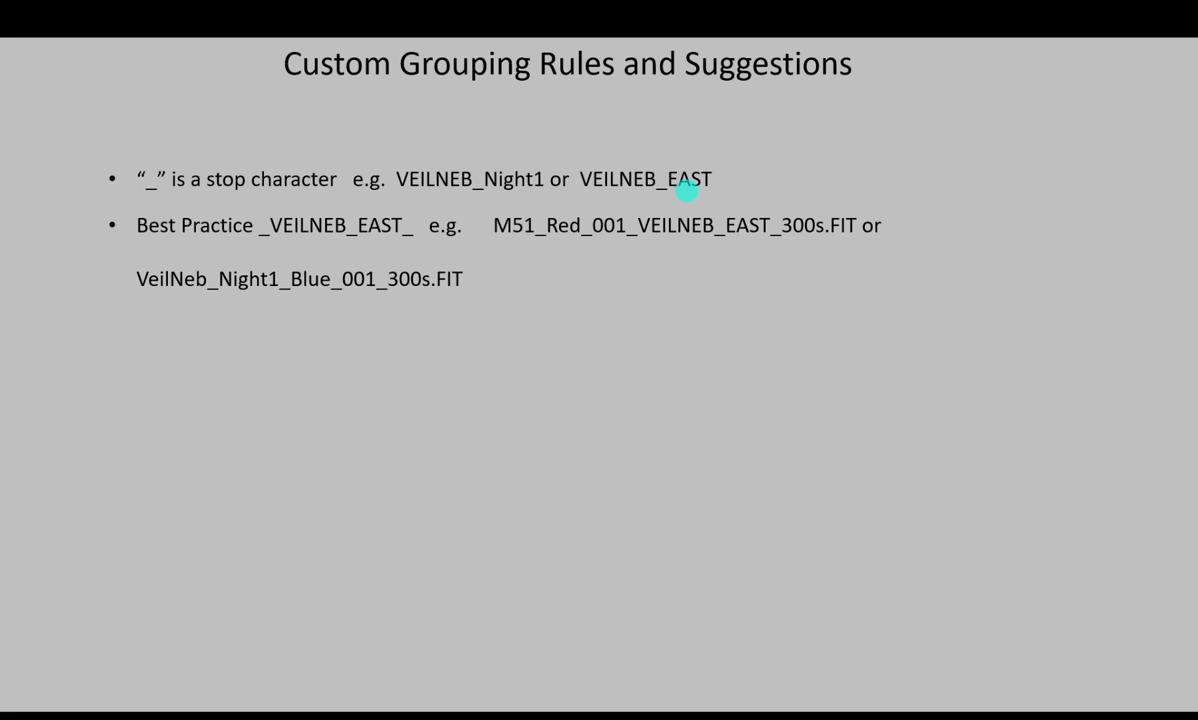 Custom Grouping Rules and Suggestions
• “_” is a stop character e.g. VEILNEB_Night1 or VEILNEB_EAST
• Best Practice _VEILNEB_EAST_ e.g. M51_Red_001_VEILNEB_EAST_300s.FIT or
VeilNeb_Night1_Blue_001_300s.FIT